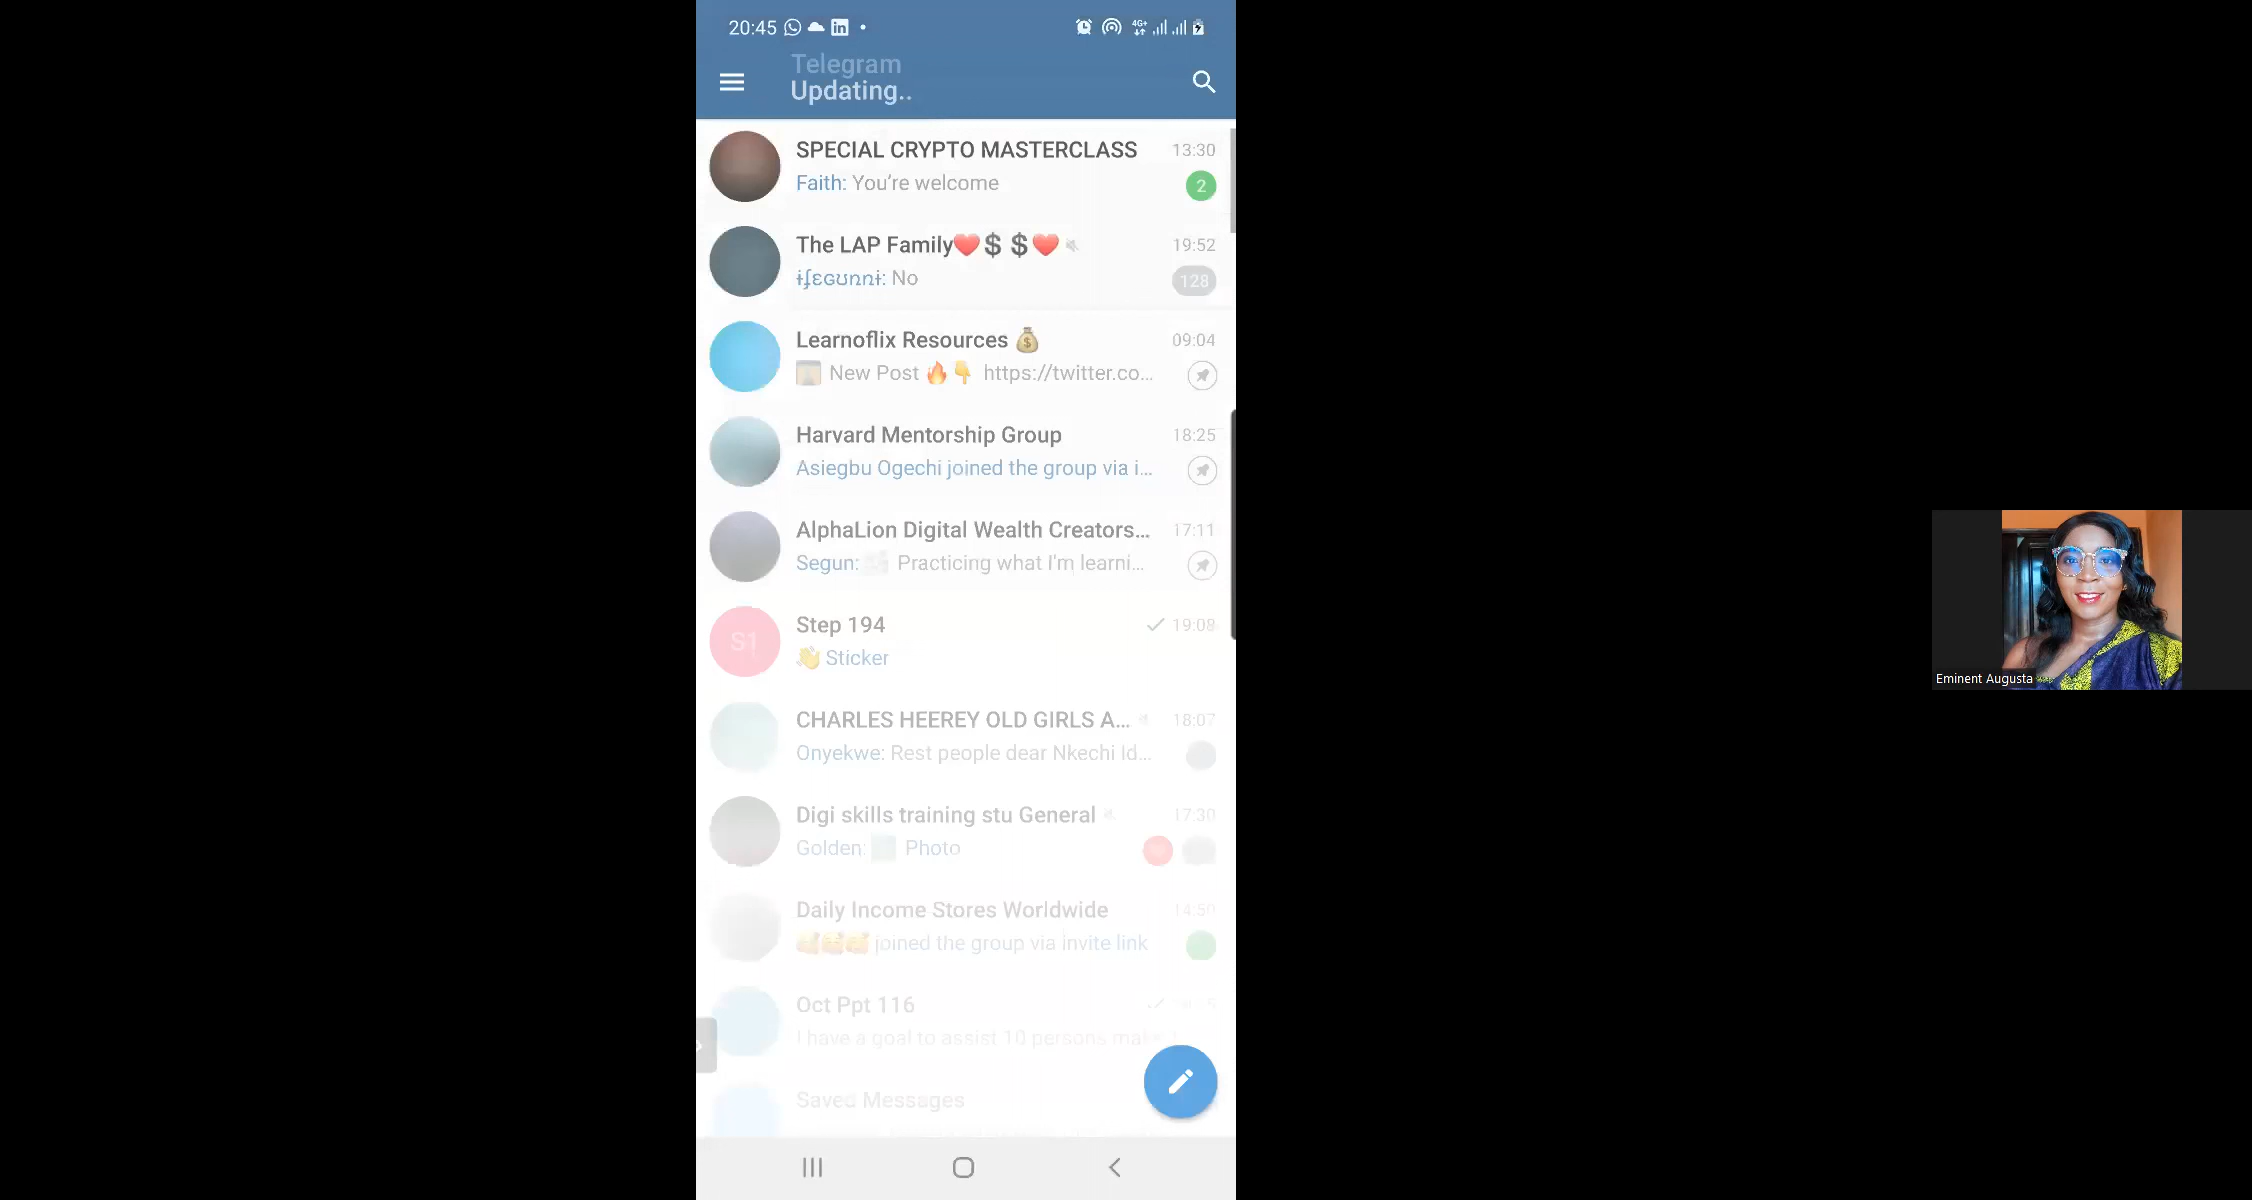 20:45
Telegram
Updating..
SPECIAL CRYPTO MASTERCLASS 13:30
Faith: You're welcome 2
The LAP Family❤️💲💲❤️ 19:52
ɨʄɛɢʊռռɨ: No 128
Learnoflix Resources 💰 09:04
New Post 🔥👇 https://twitter.co...
Harvard Mentorship Group 18:25
Asiegbu Ogechi joined the group via i...
AlphaLion Digital Wealth Creators... 17:11
Segun: Practicing what I'm learni...
S1 Step 194 19:08
👋 Sticker
CHARLES HEEREY OLD GIRLS A... 18:07
Onyekwe: Rest people dear Nkechi Id...
Digi skills training stu General 17:30
Golden: Photo
Daily Income Stores Worldwide 14:50
🥰🥰🥰 joined the group via invite link
Oct Ppt 116
I have a goal to assist 10 persons
Saved Messages
Eminent Augusta